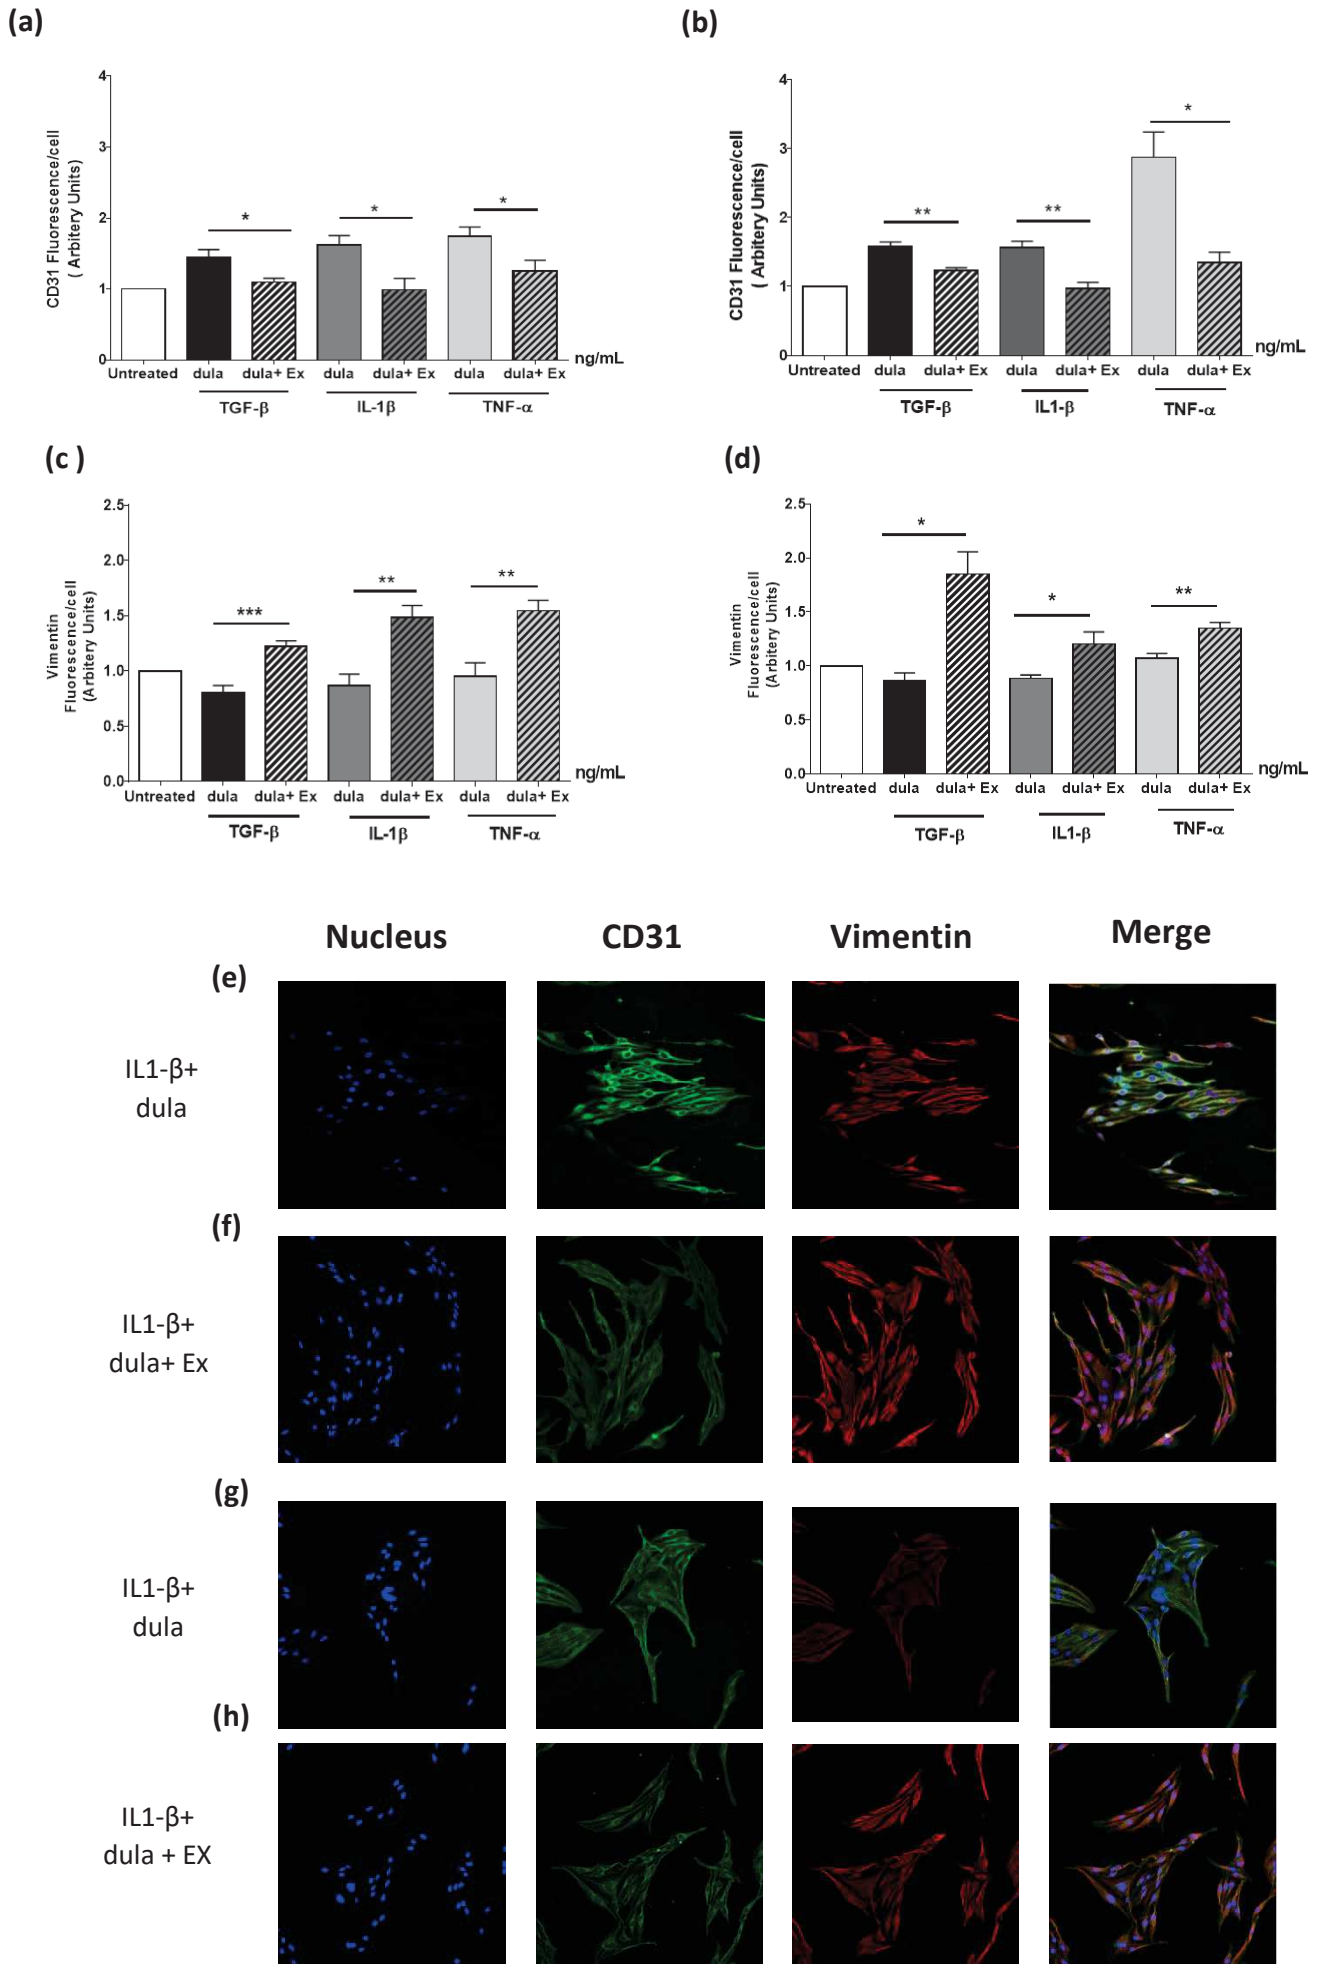 (a)
4
3
2
1
0
CD31 Fluorescence/cell
( Arbitery Units)
*
*
*
ng/mL
Untreated dula dula+ Ex dula dula+ Ex dula dula+ Ex
TGF-β IL-1β TNF-α
(b)
4
3
2
1
0
CD31 Fluorescence/cell
( Arbitery Units)
**
**
*
ng/mL
Untreated dula dula+ Ex dula dula+ Ex dula dula+ Ex
TGF-β IL1-β TNF-α
(c )
2.5
2.0
1.5
1.0
0.5
0.0
Vimentin
Fluorescence/cell
(Arbitery Units)
***
**
**
ng/mL
Untreated dula dula+ Ex dula dula+ Ex dula dula+ Ex
TGF-β IL-1β TNF-α
(d)
2.5
2.0
1.5
1.0
0.5
0.0
Vimentin
Fluorescence/cell
(Arbitery Units)
*
*
**
ng/mL
Untreated dula dula+ Ex dula dula+ Ex dula dula+ Ex
TGF-β IL1-β TNF-α
Nucleus CD31 Vimentin Merge
(e)
IL1-β+
dula
(f)
IL1-β+
dula+ Ex
(g)
IL1-β+
dula
(h)
IL1-β+
dula + EX